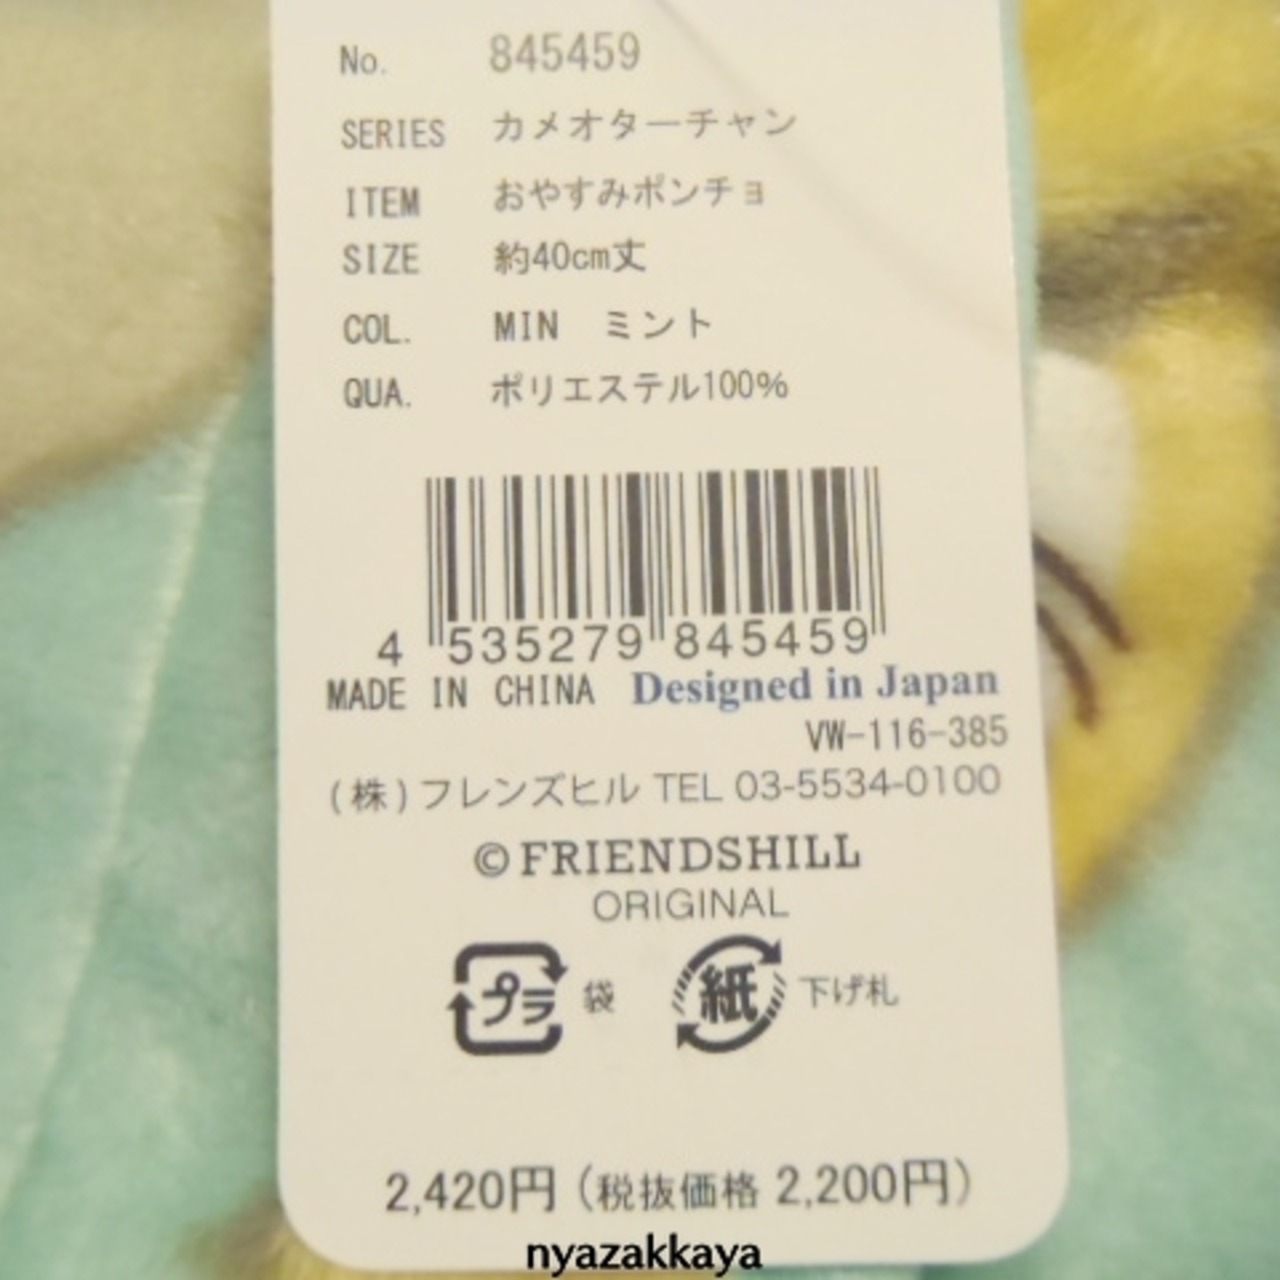 No. 845459
SERIES カメオターチャン
ITEM おやすみポンチョ
SIZE 約40cm丈
COL. MIN ミント
QUA. ポリエステル100%
4 535279 845459
MADE IN CHINA Designed in Japan
VW-116-385
(株)フレンズヒル TEL 03-5534-0100
©FRIENDSHILL
ORIGINAL
プラ 袋 紙 下げ札
2,420円(税抜価格 2,200円)
nyazakkaya